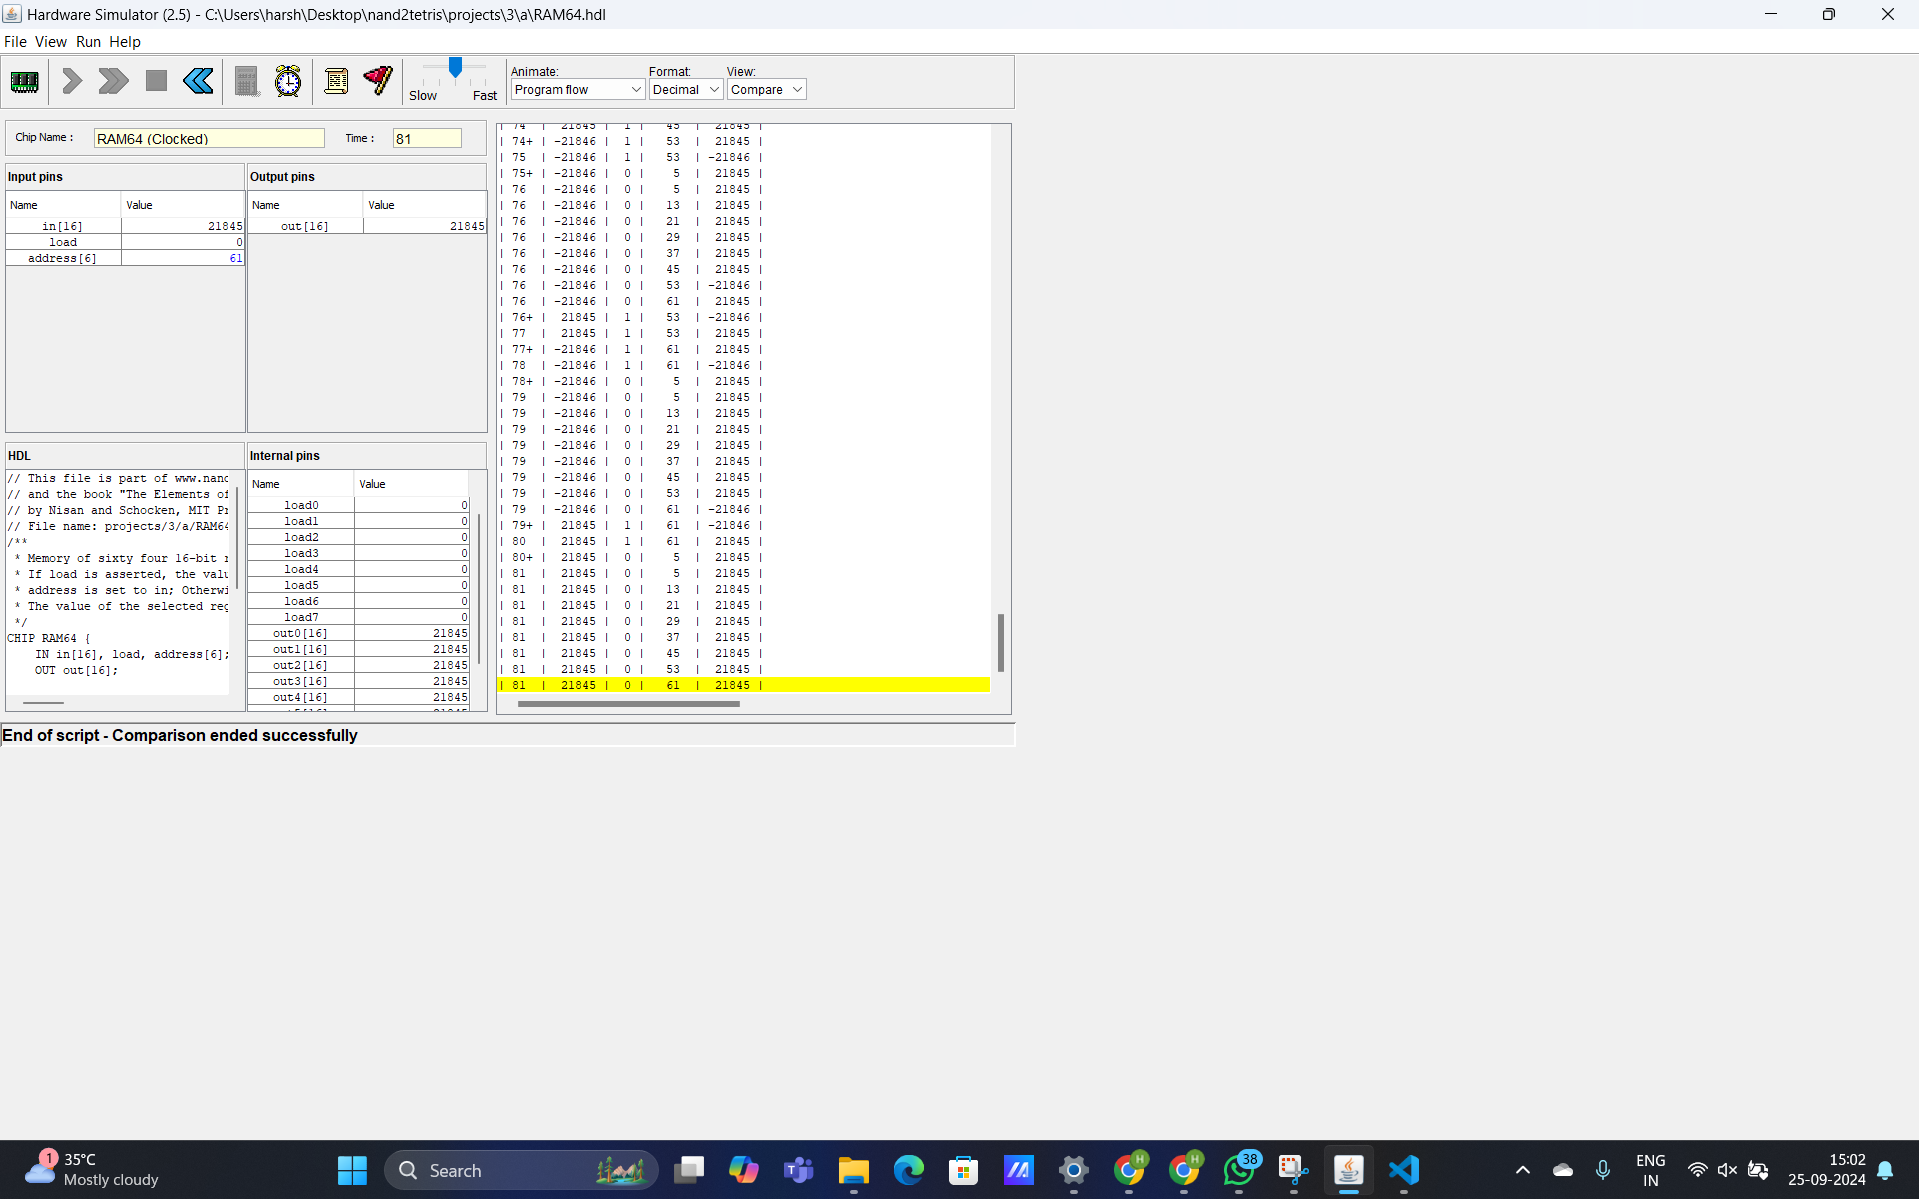 Hardware Simulator (2.5) - C:\Users\harsh\Desktop\nand2tetris\projects\3\a\RAM64.hdl
File View Run Help
Slow Fast
Animate:
Program flow
Format:
Decimal
View:
Compare
Chip Name :
RAM64 (Clocked)
Time :
81
Input pins
Name Value
in[16] 21845
load 0
address[6] 61
Output pins
Name Value
out[16] 21845
HDL
// This file is part of www.nand
// and the book "The Elements of
// by Nisan and Schocken, MIT Pr
// File name: projects/3/a/RAM64
/**
* Memory of sixty four 16-bit r
* If load is asserted, the valu
* address is set to in; Otherwi
* The value of the selected reg
*/
CHIP RAM64 {
IN in[16], load, address[6];
OUT out[16];
Internal pins
Name Value
load0 0
load1 0
load2 0
load3 0
load4 0
load5 0
load6 0
load7 0
out0[16] 21845
out1[16] 21845
out2[16] 21845
out3[16] 21845
out4[16] 21845
| 74 | 21845 | 1 | 45 | 21845 |
| 74+ | -21846 | 1 | 53 | 21845 |
| 75 | -21846 | 1 | 53 | -21846 |
| 75+ | -21846 | 0 | 5 | 21845 |
| 76 | -21846 | 0 | 5 | 21845 |
| 76 | -21846 | 0 | 13 | 21845 |
| 76 | -21846 | 0 | 21 | 21845 |
| 76 | -21846 | 0 | 29 | 21845 |
| 76 | -21846 | 0 | 37 | 21845 |
| 76 | -21846 | 0 | 45 | 21845 |
| 76 | -21846 | 0 | 53 | -21846 |
| 76 | -21846 | 0 | 61 | 21845 |
| 76+ | 21845 | 1 | 53 | -21846 |
| 77 | 21845 | 1 | 53 | 21845 |
| 77+ | -21846 | 1 | 61 | 21845 |
| 78 | -21846 | 1 | 61 | -21846 |
| 78+ | -21846 | 0 | 5 | 21845 |
| 79 | -21846 | 0 | 5 | 21845 |
| 79 | -21846 | 0 | 13 | 21845 |
| 79 | -21846 | 0 | 21 | 21845 |
| 79 | -21846 | 0 | 29 | 21845 |
| 79 | -21846 | 0 | 37 | 21845 |
| 79 | -21846 | 0 | 45 | 21845 |
| 79 | -21846 | 0 | 53 | 21845 |
| 79 | -21846 | 0 | 61 | -21846 |
| 79+ | 21845 | 1 | 61 | -21846 |
| 80 | 21845 | 1 | 61 | 21845 |
| 80+ | 21845 | 0 | 5 | 21845 |
| 81 | 21845 | 0 | 5 | 21845 |
| 81 | 21845 | 0 | 13 | 21845 |
| 81 | 21845 | 0 | 21 | 21845 |
| 81 | 21845 | 0 | 29 | 21845 |
| 81 | 21845 | 0 | 37 | 21845 |
| 81 | 21845 | 0 | 45 | 21845 |
| 81 | 21845 | 0 | 53 | 21845 |
| 81 | 21845 | 0 | 61 | 21845 |
End of script - Comparison ended successfully
1
35°C
Mostly cloudy
Search
H
H
38
ENG
IN
15:02
25-09-2024